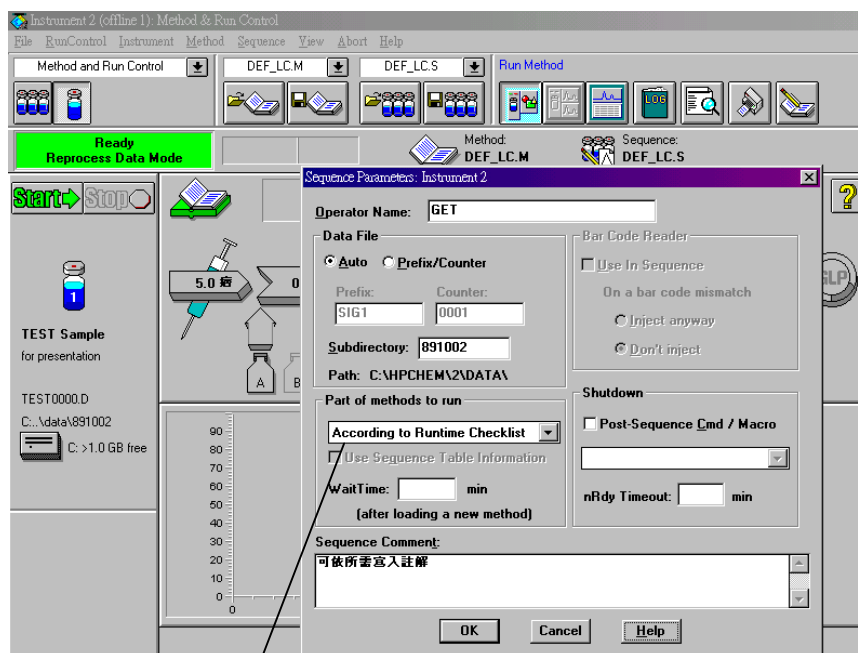 Instrument 2 (offline 1): Method & Run Control
File RunControl Instrument Method Sequence View Abort Help
Method and Run Control DEF_LC.M DEF_LC.S Run Method
LOG
Ready
Reprocess Data Mode
Method:
DEF_LC.M
Sequence:
DEF_LC.S
Start Stop
1
TEST Sample
for presentation
TEST0000.D
C:..\data\891002
C: >1.0 GB free
5.0 0
A B
GLP
90
80
70
60
50
40
30
20
10
0
0
Sequence Parameters: Instrument 2
Operator Name: GET
Data File
Auto Prefix/Counter
Prefix: Counter:
SIG1 0001
Subdirectory: 891002
Path: C:\HPCHEM\2\DATA\
Part of methods to run
According to Runtime Checklist
Use Sequence Table Information
WaitTime: min
(after loading a new method)
Bar Code Reader
Use In Sequence
On a bar code mismatch
Inject anyway
Don't inject
Shutdown
Post-Sequence Cmd / Macro
nRdy Timeout: min
Sequence Comment:
可依所需寫入註解
OK Cancel Help